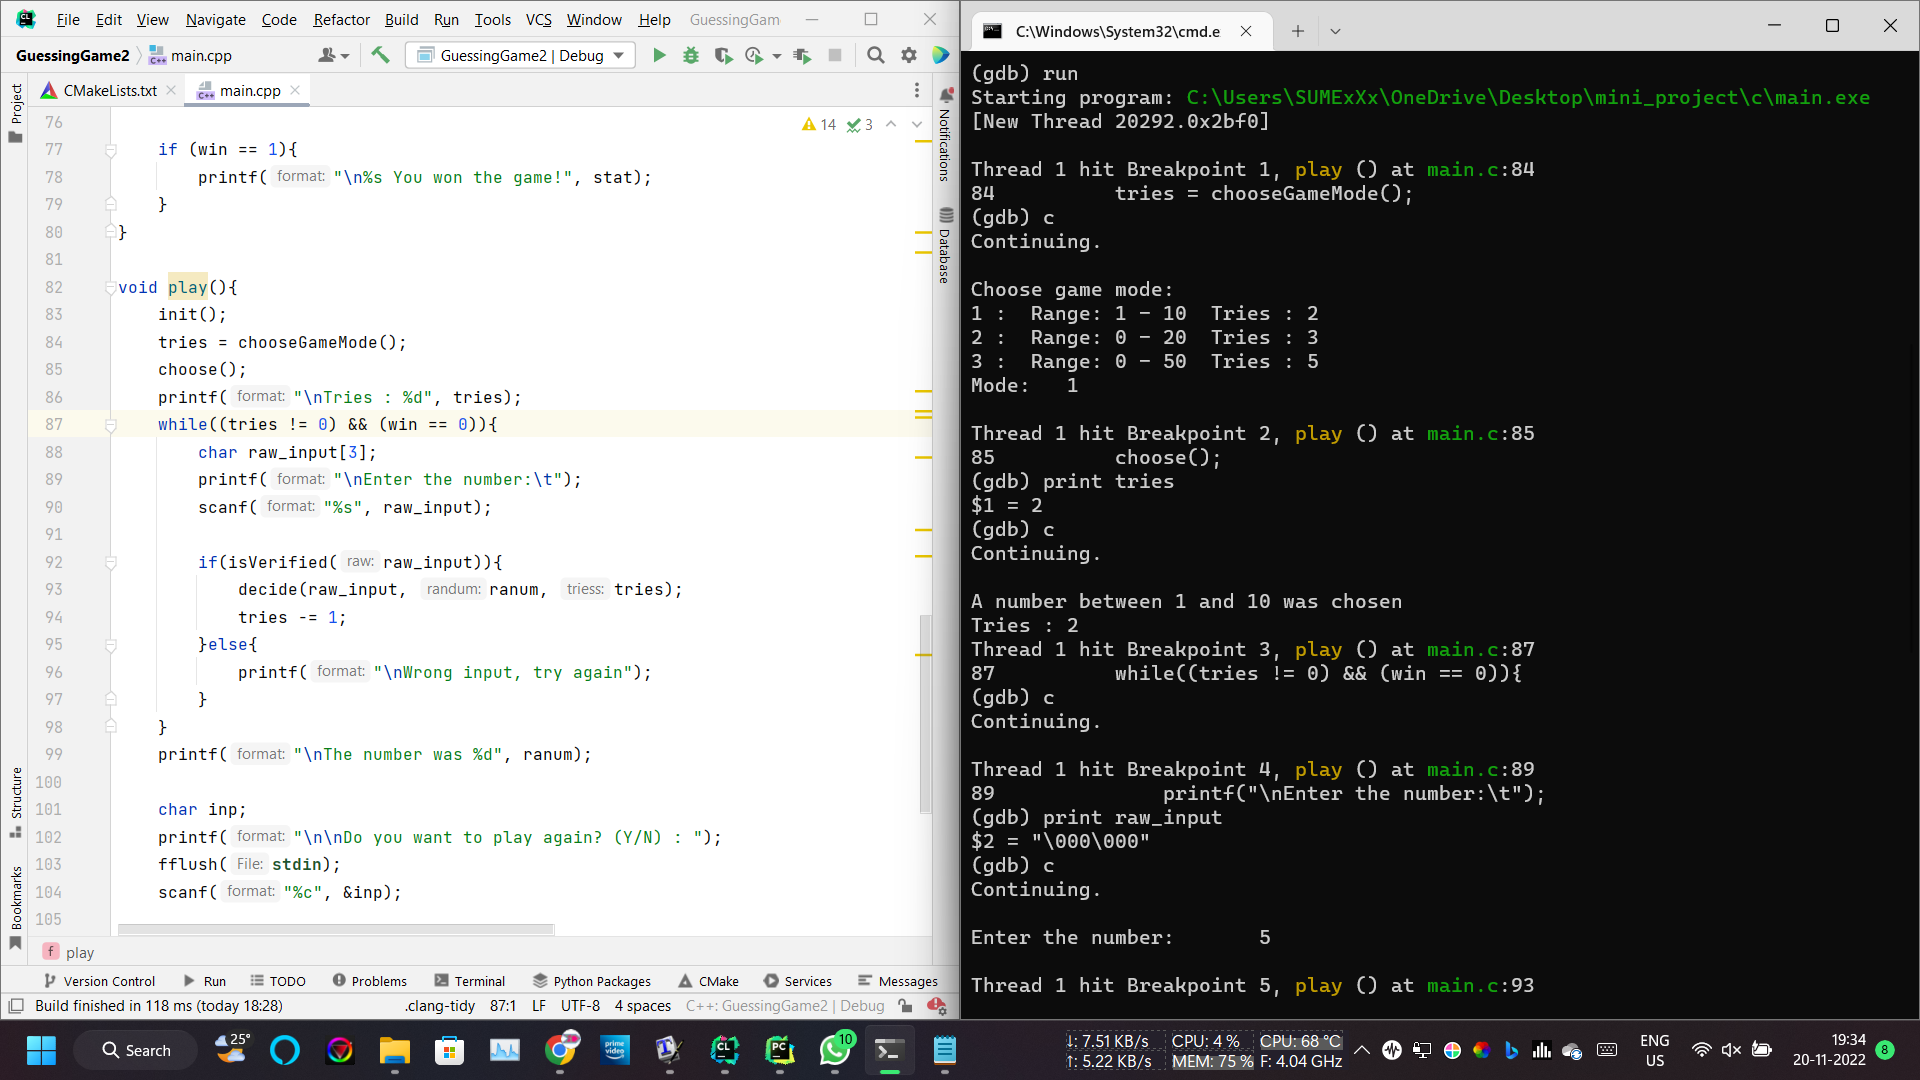 File Edit View Navigate Code Refactor Build Run Tools VCS Window Help GuessingGam
GuessingGame2 main.cpp GuessingGame2 | Debug
CMakeLists.txt main.cpp
Project
Structure
Bookmarks
14 3
76
77 if (win == 1){
78 printf( format: "\n%s You won the game!", stat);
79 }
80 }
81
82 void play(){
83 init();
84 tries = chooseGameMode();
85 choose();
86 printf( format: "\nTries : %d", tries);
87 while((tries != 0) && (win == 0)){
88 char raw_input[3];
89 printf( format: "\nEnter the number:\t");
90 scanf( format: "%s", raw_input);
91
92 if(isVerified( raw: raw_input)){
93 decide(raw_input, randum: ranum, triess: tries);
94 tries -= 1;
95 }else{
96 printf( format: "\nWrong input, try again");
97 }
98 }
99 printf( format: "\nThe number was %d", ranum);
100
101 char inp;
102 printf( format: "\n\nDo you want to play again? (Y/N) : ");
103 fflush( File: stdin);
104 scanf( format: "%c", &inp);
105
Notifications
Database
f play
Version Control Run TODO Problems Terminal Python Packages CMake Services Messages
Build finished in 118 ms (today 18:28) .clang-tidy 87:1 LF UTF-8 4 spaces C++: GuessingGame2 | Debug
C:\Windows\System32\cmd.e
(gdb) run
Starting program: C:\Users\SUMExXx\OneDrive\Desktop\mini_project\c\main.exe
[New Thread 20292.0x2bf0]
Thread 1 hit Breakpoint 1, play () at main.c:84
84 tries = chooseGameMode();
(gdb) c
Continuing.
Choose game mode:
1 : Range: 1 - 10 Tries : 2
2 : Range: 0 - 20 Tries : 3
3 : Range: 0 - 50 Tries : 5
Mode: 1
Thread 1 hit Breakpoint 2, play () at main.c:85
85 choose();
(gdb) print tries
$1 = 2
(gdb) c
Continuing.
A number between 1 and 10 was chosen
Tries : 2
Thread 1 hit Breakpoint 3, play () at main.c:87
87 while((tries != 0) && (win == 0)){
(gdb) c
Continuing.
Thread 1 hit Breakpoint 4, play () at main.c:89
89 printf("\nEnter the number:\t");
(gdb) print raw_input
$2 = "\000\000"
(gdb) c
Continuing.
Enter the number: 5
Thread 1 hit Breakpoint 5, play () at main.c:93
Search 25° prime video 10
↓: 7.51 KB/s CPU: 4 % CPU: 68 °C
↑: 5.22 KB/s MEM: 75 % F: 4.04 GHz
ENG
US
19:34
20-11-2022
8